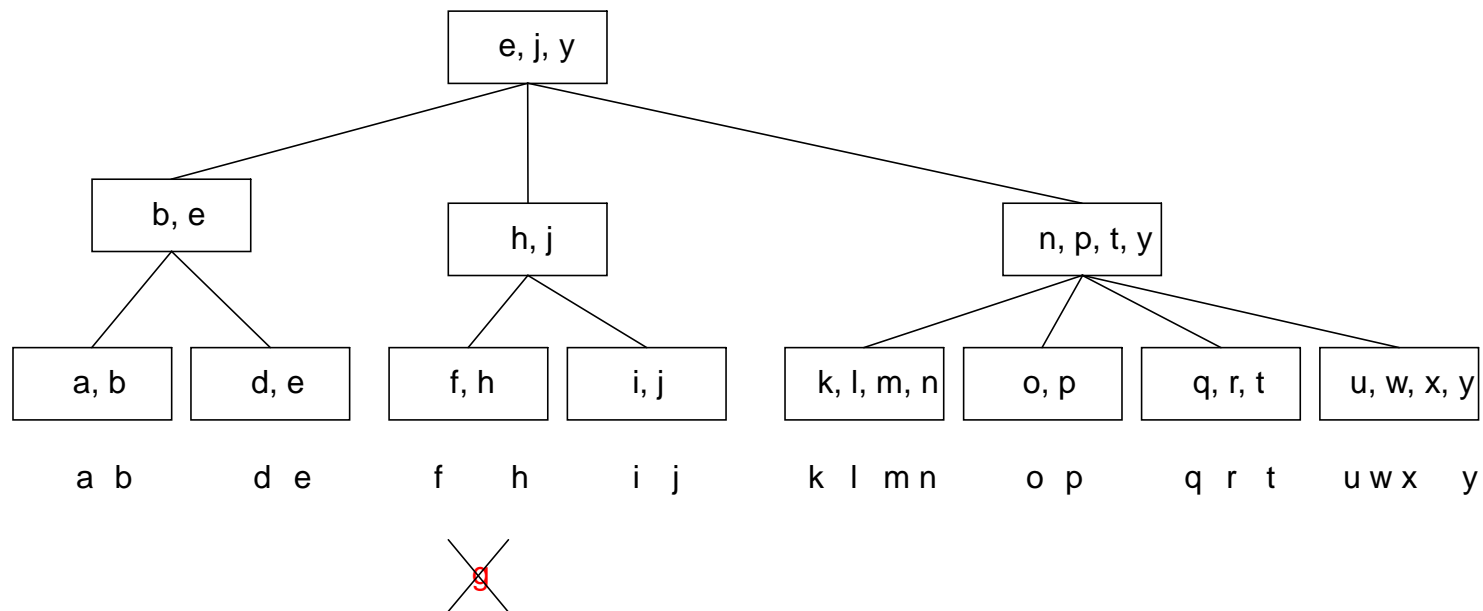 e, j, y
b, e
h, j
n, p, t, y
a, b
d, e
f, h
i, j
k, l, m, n
o, p
q, r, t
u, w, x, y
a b d e f h i j k l m n o p q r t u w x y
g